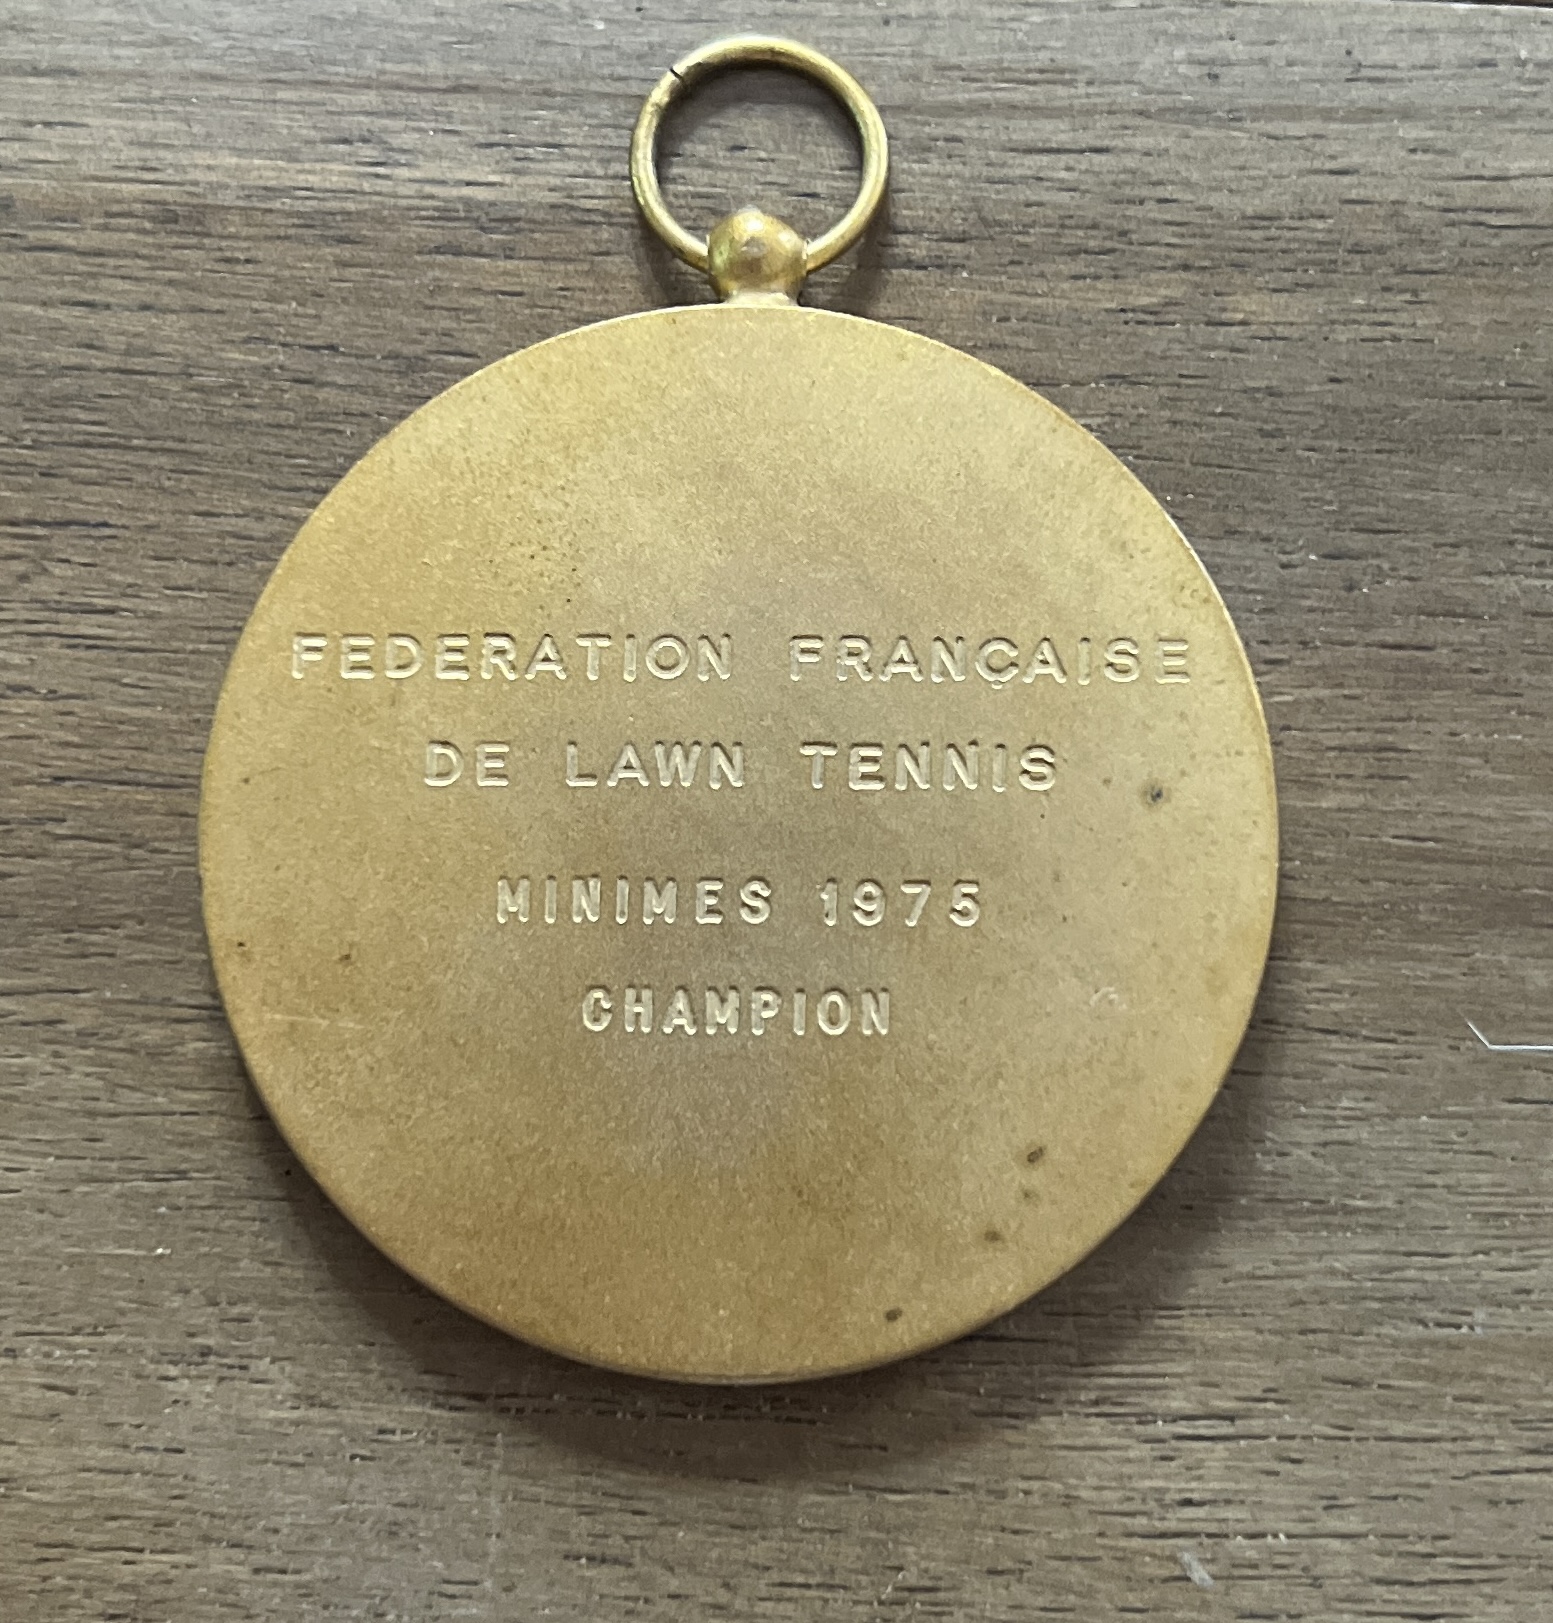 FEDERATION FRANÇAISE
DE LAWN TENNIS
MINIMES 1975
CHAMPION